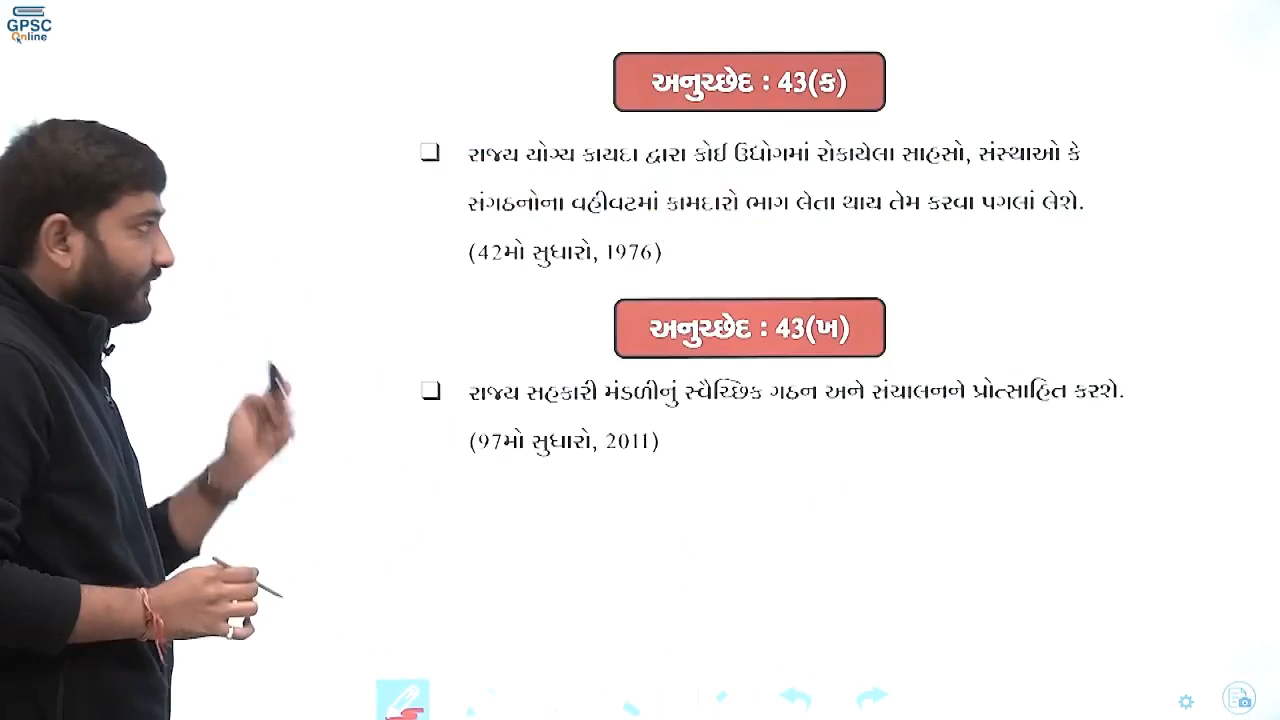 GPSC
Online
અનુચ્છેદ : 43(ક)
રાજ્ય યોગ્ય કાયદા દ્વારા કોઈ ઉદ્યોગમાં રોકાયેલા સાહસો, સંસ્થાઓ કે
સંગઠનોના વહીવટમાં કામદારો ભાગ લેતા થાય તેમ કરવા પગલાં લેશે.
(42મો સુધારો, 1976)
અનુચ્છેદ : 43(ખ)
રાજ્ય સહકારી મંડળીનું સ્વૈચ્છિક ગઠન અને સંચાલનને પ્રોત્સાહિત કરશે.
(97મો સુધારો, 2011)